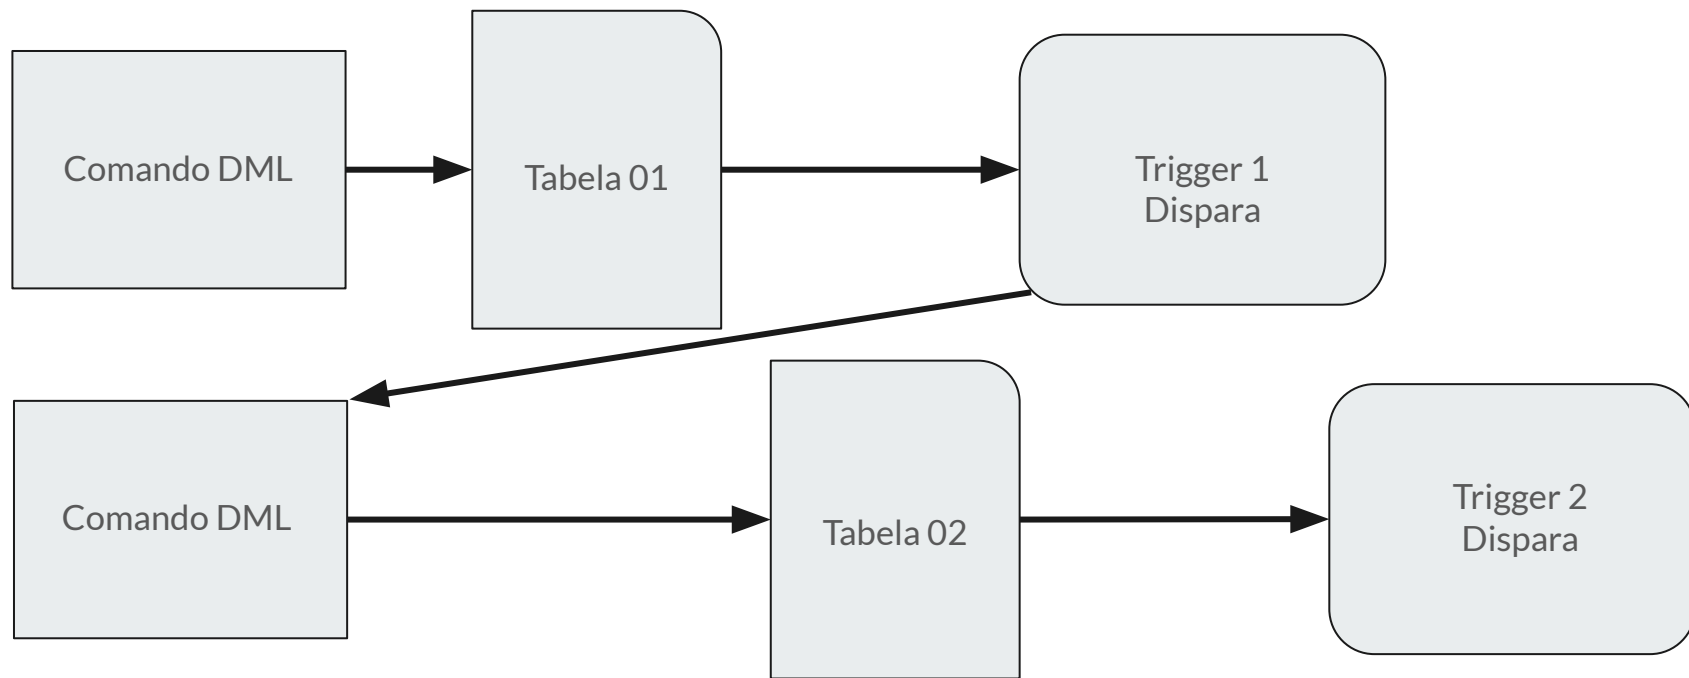 Comando DML
Tabela 01
Trigger 1
Dispara
Comando DML
Tabela 02
Trigger 2
Dispara